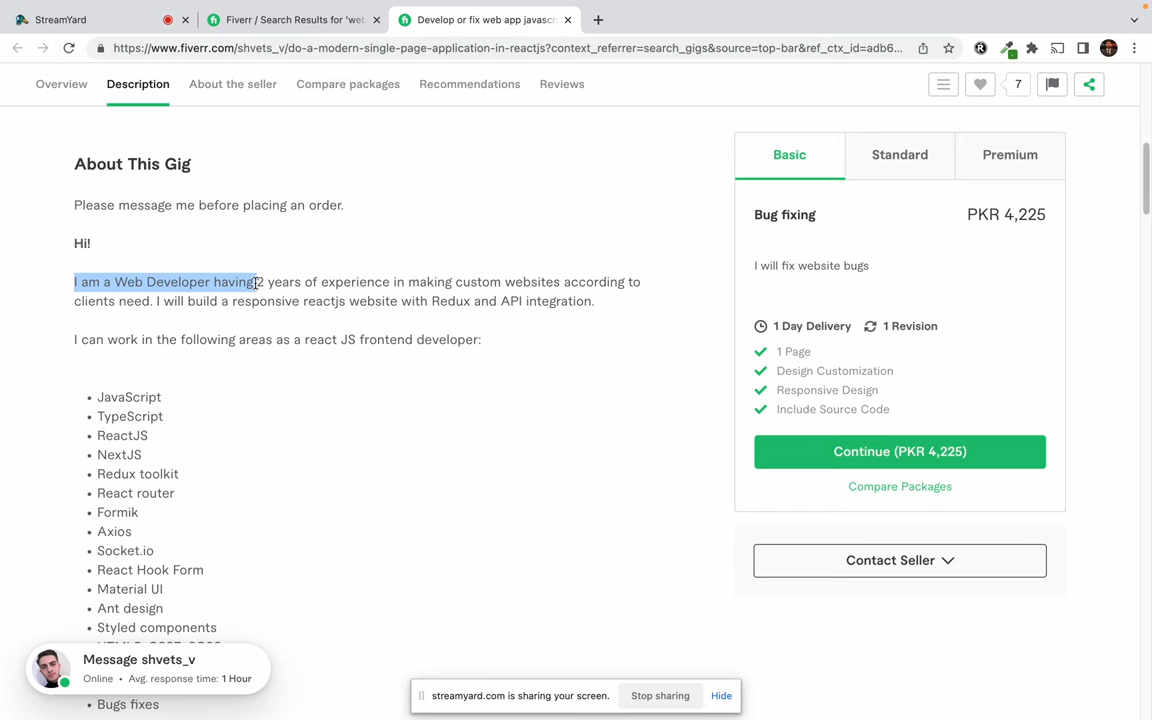 StreamYard
Fiverr / Search Results for 'web
Develop or fix web app javascri
https://www.fiverr.com/shvets_v/do-a-modern-single-page-application-in-reactjs?context_referrer=search_gigs&source=top-bar&ref_ctx_id=adb6...
Overview
Description
About the seller
Compare packages
Recommendations
Reviews
7
About This Gig
Please message me before placing an order.
Hi!
I am a Web Developer having 2 years of experience in making custom websites according to
clients need. I will build a responsive reactjs website with Redux and API integration.
I can work in the following areas as a react JS frontend developer:
• JavaScript
• TypeScript
• ReactJS
• NextJS
• Redux toolkit
• React router
• Formik
• Axios
• Socket.io
• React Hook Form
• Material UI
• Ant design
• Styled components
• Bugs fixes
Basic
Standard
Premium
Bug fixing
PKR 4,225
I will fix website bugs
1 Day Delivery
1 Revision
1 Page
Design Customization
Responsive Design
Include Source Code
Continue (PKR 4,225)
Compare Packages
Contact Seller
Message shvets_v
Online • Avg. response time: 1 Hour
streamyard.com is sharing your screen.
Stop sharing
Hide